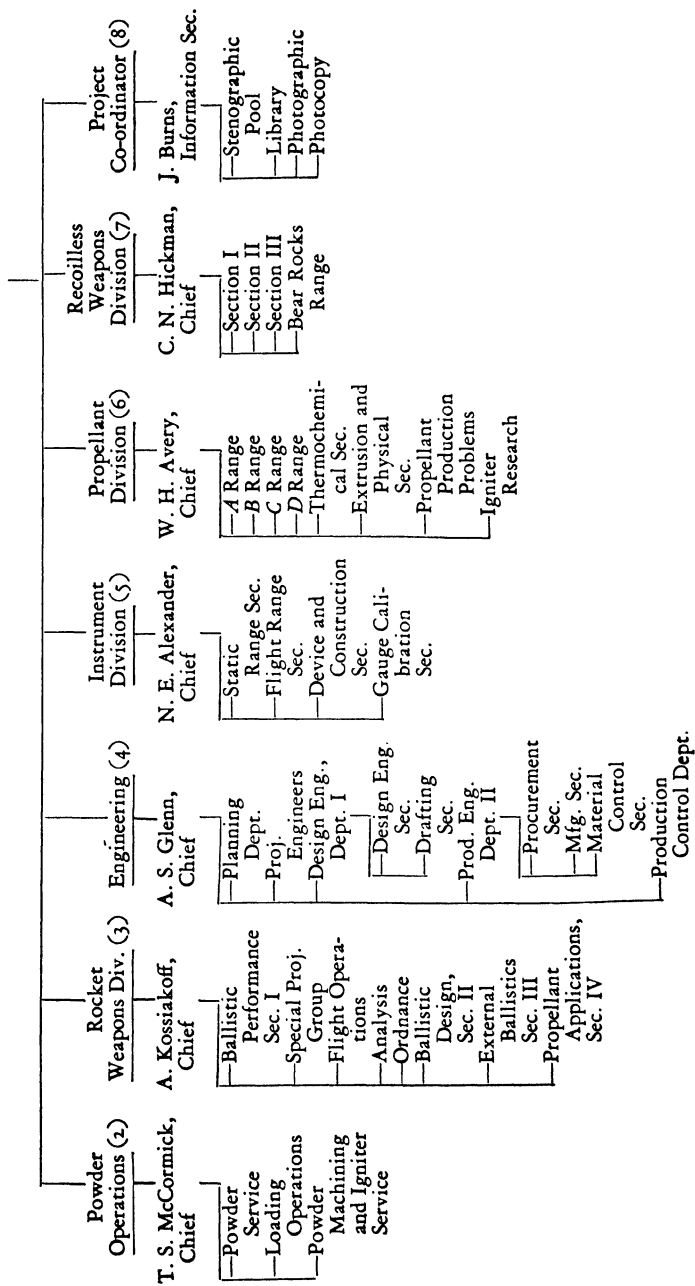 Powder
Operations (2)
T. S. McCormick,
Chief
Powder
Service
Loading
Operations
Powder
Machining
and Igniter
Service
Rocket
Weapons Div. (3)
A. Kossiakoff,
Chief
Ballistic
Performance
Sec. I
Special Proj.
Group
Flight Opera-
tions
Analysis
Ordnance
Ballistic
Design,
Sec. II
External
Ballistics
Sec. III
Propellant
Applications,
Sec. IV
Engineering (4)
A. S. Glenn,
Chief
Planning
Dept.
Proj.
Engineers
Design Eng.,
Dept. I
Design Eng.
Sec.
Drafting
Sec.
Prod. Eng.
Dept. II
Procurement
Sec.
Mfg. Sec.
Material
Control
Sec.
Production
Control Dept.
Instrument
Division (5)
N. E. Alexander,
Chief
Static
Range Sec.
Flight Range
Sec.
Device and
Construction
Sec.
Gauge Cali-
bration
Sec.
Propellant
Division (6)
W. H. Avery,
Chief
A Range
B Range
C Range
D Range
Thermochemi-
cal Sec.
Extrusion and
Physical
Sec.
Propellant
Production
Problems
Igniter
Research
Recoilless
Weapons
Division (7)
C. N. Hickman,
Chief
Section I
Section II
Section III
Bear Rocks
Range
Project
Co-ordinator (8)
J. Burns,
Information Sec.
Stenographic
Pool
Library
Photographic
Photocopy